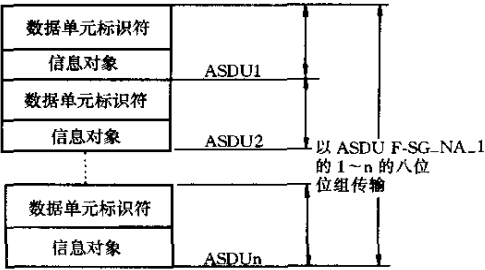 数据单元标识符
信息对象
ASDU1
数据单元标识符
信息对象
ASDU2
以 ASDU F-SG_NA_1
的 1～n 的八位
位组传输
数据单元标识符
信息对象
ASDUn